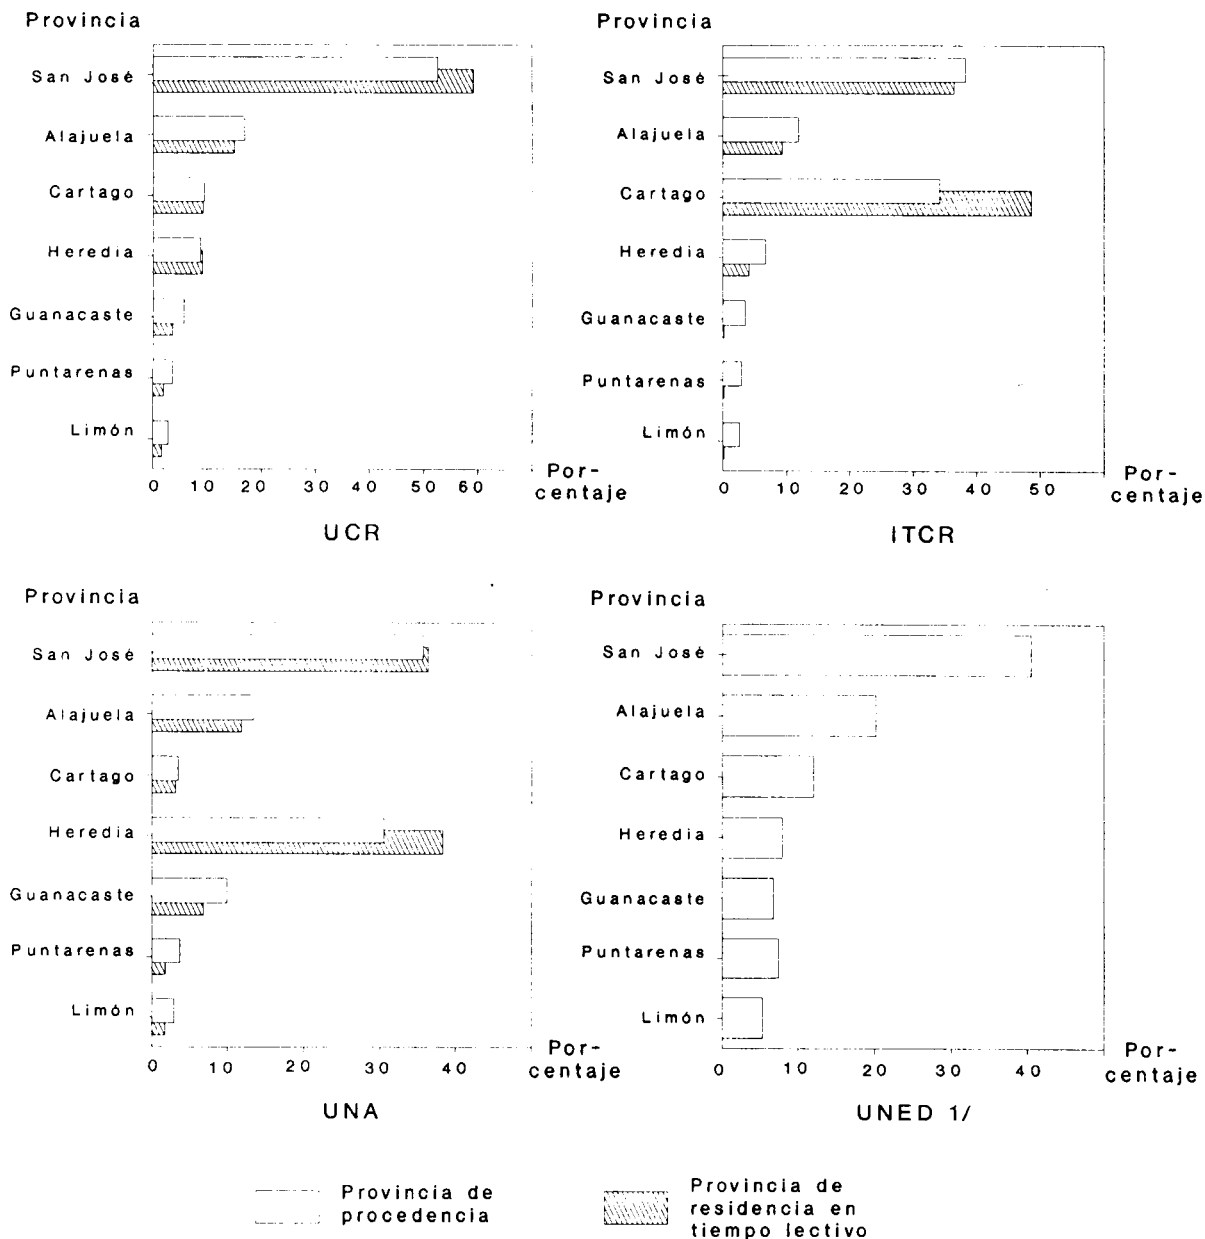 Provincia
San José
Alajuela
Cartago
Heredia
Guanacaste
Puntarenas
Limón
0 10 20 30 40 50 60
Por-
centaje
UCR
Provincia
San José
Alajuela
Cartago
Heredia
Guanacaste
Puntarenas
Limón
0 10 20 30 40 50
Por-
centaje
ITCR
Provincia
San José
Alajuela
Cartago
Heredia
Guanacaste
Puntarenas
Limón
0 10 20 30 40
Por-
centaje
UNA
Provincia
San José
Alajuela
Cartago
Heredia
Guanacaste
Puntarenas
Limón
0 10 20 30 40
Por-
centaje
UNED 1/
Provincia de
procedencia
Provincia de
residencia en
tiempo lectivo